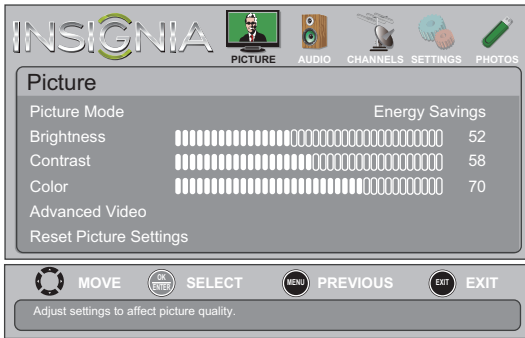 INSIGNIA
PICTURE AUDIO CHANNELS SETTINGS PHOTOS
Picture
Picture Mode Energy Savings
Brightness 52
Contrast 58
Color 70
Advanced Video
Reset Picture Settings
MOVE OK ENTER SELECT MENU PREVIOUS EXIT EXIT
Adjust settings to affect picture quality.